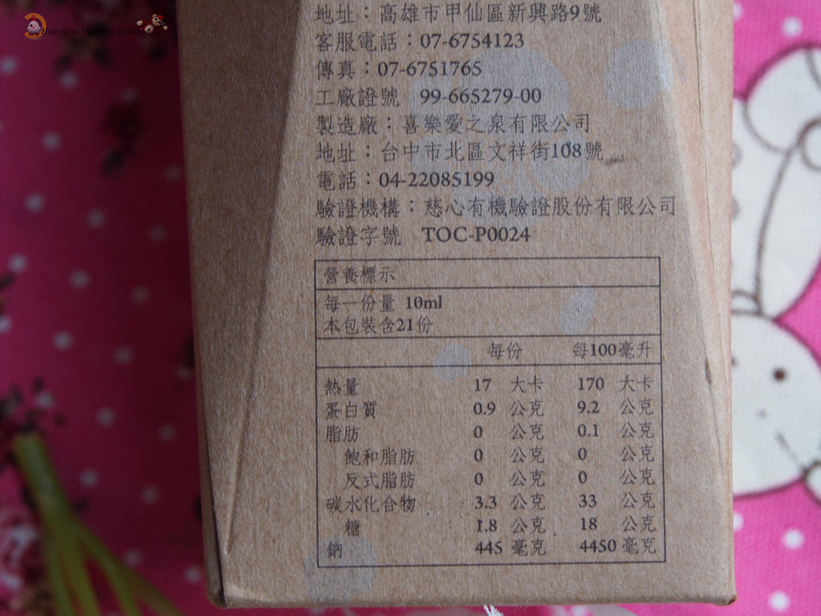 地址：高雄市甲仙區新興路9號
客服電話：07-6754123
傳真：07-6751765
工廠證號 99-665279-00
製造廠：喜樂愛之泉有限公司
地址：台中市北區文祥街108號
電話：04-22085199
驗證機構：慈心有機驗證股份有限公司
驗證字號 TOC-P0024
營養標示
每一份量 10ml
本包裝含21份
每份 每100毫升
熱量 17 大卡 170 大卡
蛋白質 0.9 公克 9.2 公克
脂肪 0 公克 0.1 公克
飽和脂肪 0 公克 0 公克
反式脂肪 0 公克 0 公克
碳水化合物 3.3 公克 33 公克
糖 1.8 公克 18 公克
鈉 445 毫克 4450 毫克